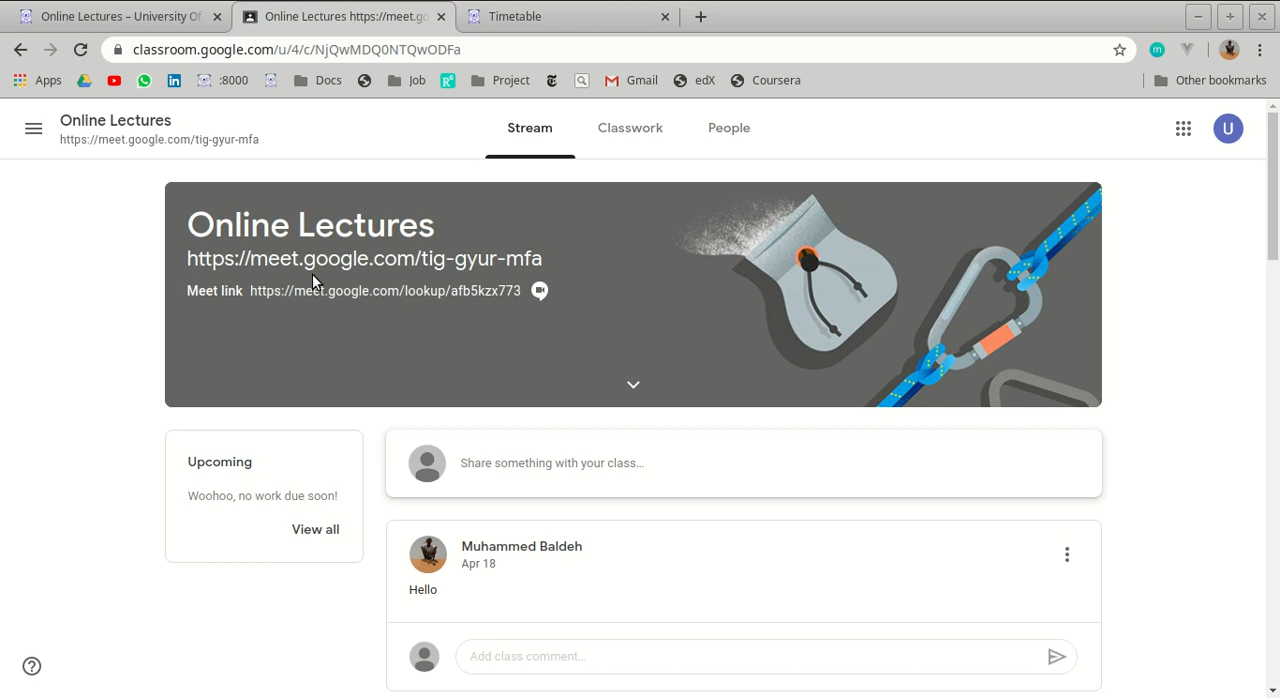 Online Lectures – University Of
Online Lectures https://meet.go
Timetable
classroom.google.com/u/4/c/NjQwMDQ0NTQwODFa
Apps
:8000
Docs
Job
Project
Gmail
edX
Coursera
Other bookmarks
Online Lectures
https://meet.google.com/tig-gyur-mfa
Stream
Classwork
People
U
Online Lectures
https://meet.google.com/tig-gyur-mfa
Meet link https://meet.google.com/lookup/afb5kzx773
Upcoming
Woohoo, no work due soon!
View all
Share something with your class...
Muhammed Baldeh
Apr 18
Hello
Add class comment...